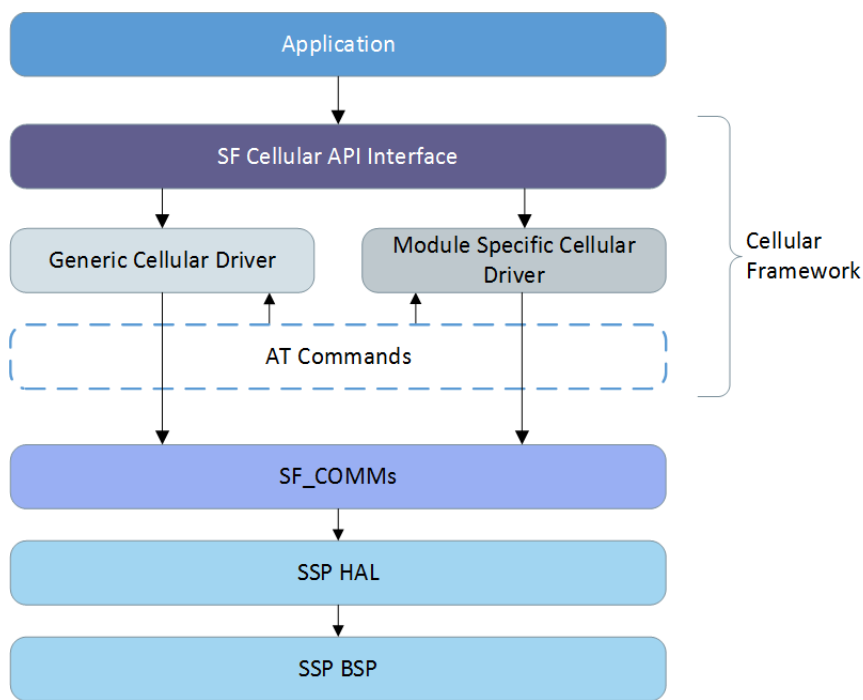 Application
SF Cellular API Interface
Generic Cellular Driver
Module Specific Cellular
Driver
Cellular
Framework
AT Commands
SF_COMMs
SSP HAL
SSP BSP